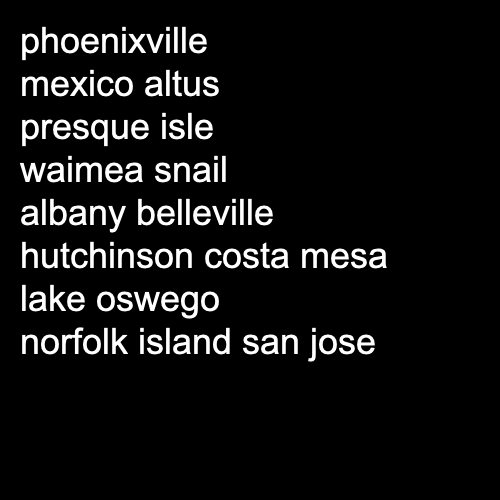 phoenixville
mexico altus
presque isle
waimea snail
albany belleville
hutchinson costa mesa
lake oswego
norfolk island san jose